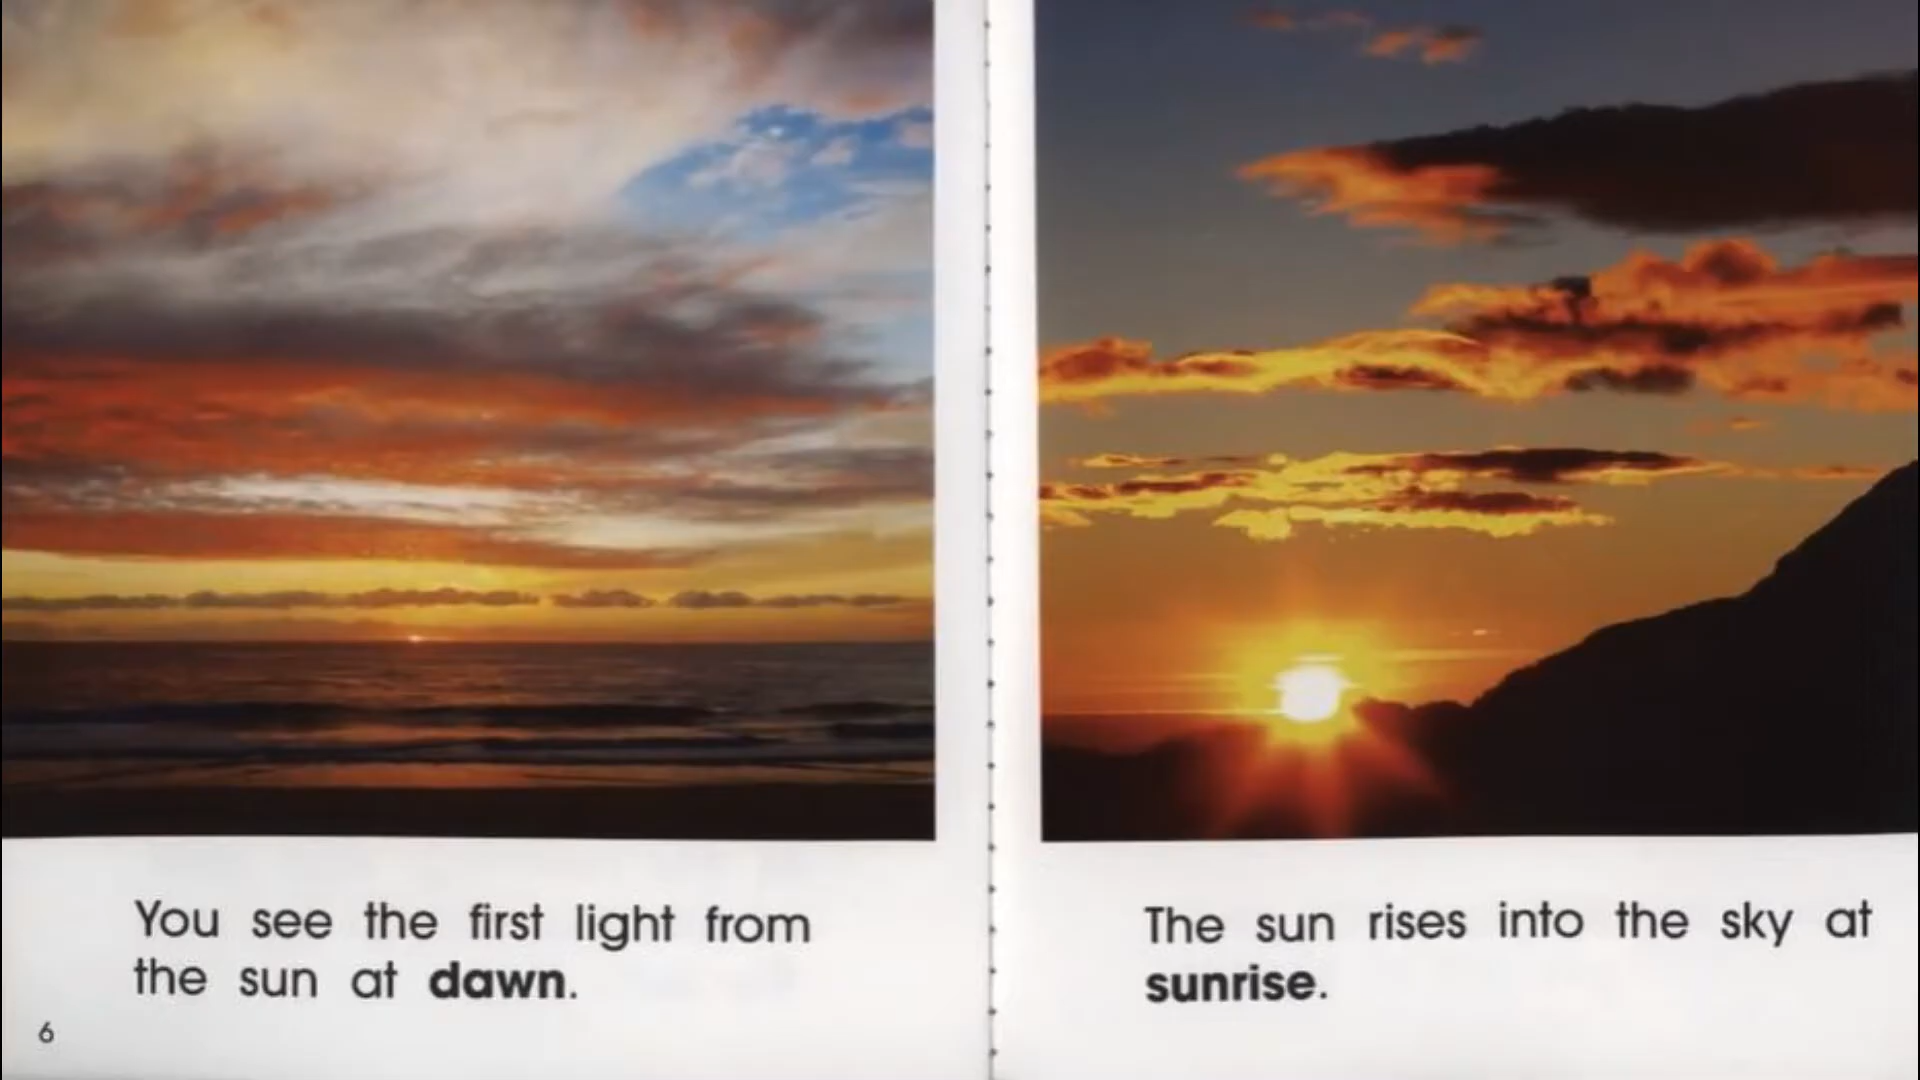 You see the first light from
the sun at dawn.
6
The sun rises into the sky at
sunrise.